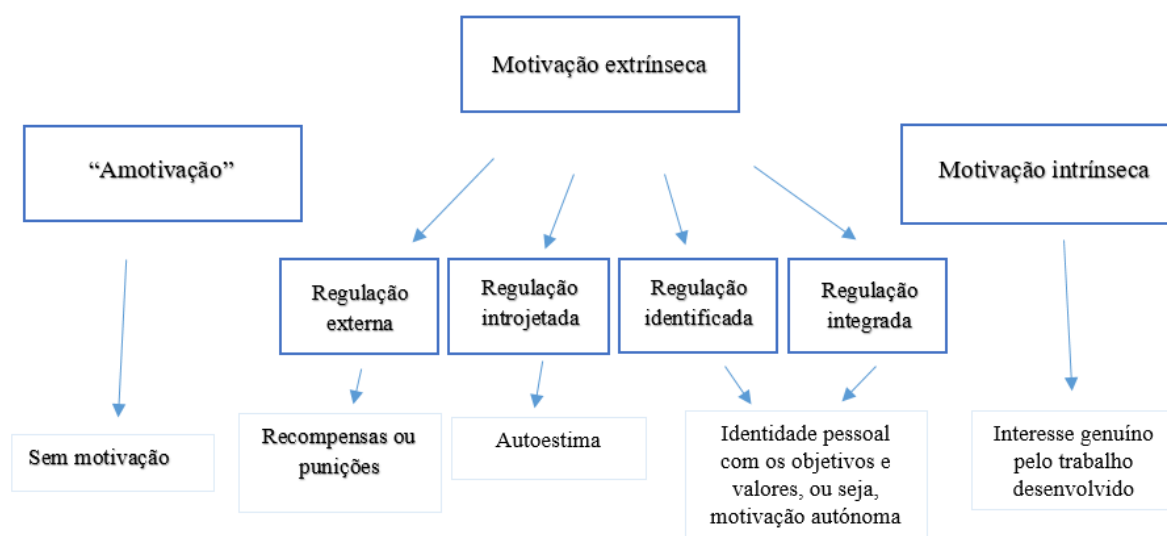 Motivação extrínseca
“Amotivação”
Motivação intrínseca
Regulação
externa
Regulação
introjetada
Regulação
identificada
Regulação
integrada
Sem motivação
Recompensas ou
punições
Autoestima
Identidade pessoal
com os objetivos e
valores, ou seja,
motivação autónoma
Interesse genuíno
pelo trabalho
desenvolvido